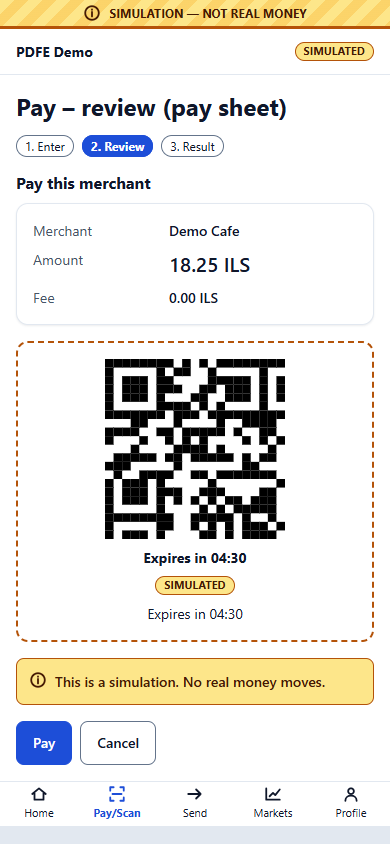 SIMULATION — NOT REAL MONEY
PDFE Demo
SIMULATED
Pay – review (pay sheet)
1. Enter
2. Review
3. Result
Pay this merchant
Merchant Demo Cafe
Amount 18.25 ILS
Fee 0.00 ILS
Expires in 04:30
SIMULATED
Expires in 04:30
This is a simulation. No real money moves.
Pay
Cancel
Home
Pay/Scan
Send
Markets
Profile